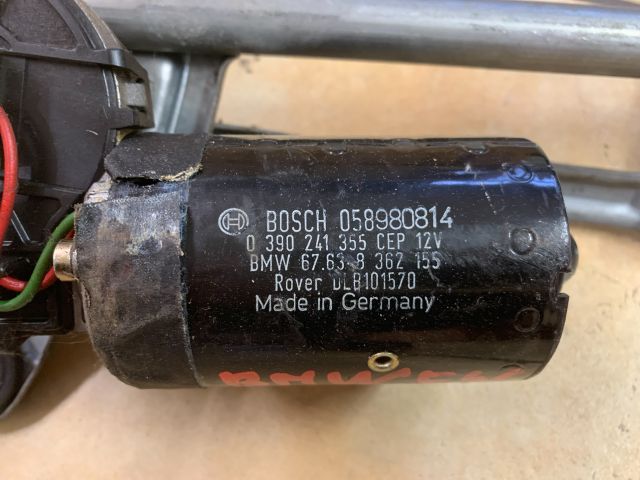 BOSCH 058980814
0 390 241 355 CEP 12V
BMW 67.63 8 362 155
Rover DLB101570
Made in Germany